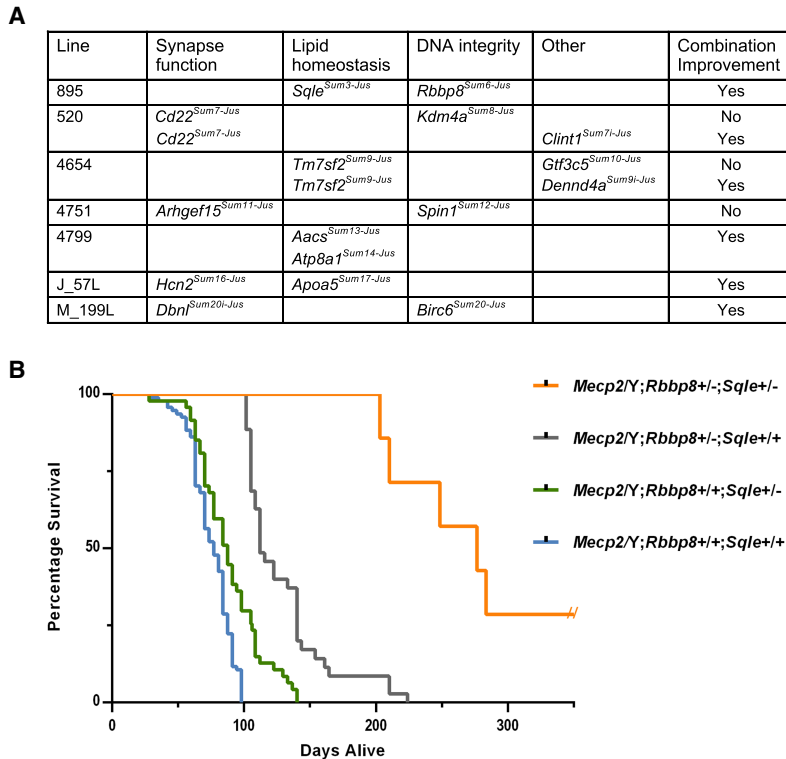 A
Line Synapse function Lipid homeostasis DNA integrity Other Combination Improvement
895 Sqle^Sum3-Jus Rbbp8^Sum6-Jus Yes
520 Cd22^Sum7-Jus Kdm4a^Sum8-Jus No
Cd22^Sum7-Jus Clint1^Sum7i-Jus Yes
4654 Tm7sf2^Sum9-Jus Gtf3c5^Sum10-Jus No
Tm7sf2^Sum9-Jus Dennd4a^Sum9i-Jus Yes
4751 Arhgef15^Sum11-Jus Spin1^Sum12-Jus No
4799 Aacs^Sum13-Jus Yes
Atp8a1^Sum14-Jus
J_57L Hcn2^Sum16-Jus Apoa5^Sum17-Jus Yes
M_199L Dbnl^Sum20i-Jus Birc6^Sum20-Jus Yes
B
Percentage Survival
100
50
0
0 100 200 300
Days Alive
Mecp2/Y;Rbbp8+/-;Sqle+/-
Mecp2/Y;Rbbp8+/-;Sqle+/+
Mecp2/Y;Rbbp8+/+;Sqle+/-
Mecp2/Y;Rbbp8+/+;Sqle+/+